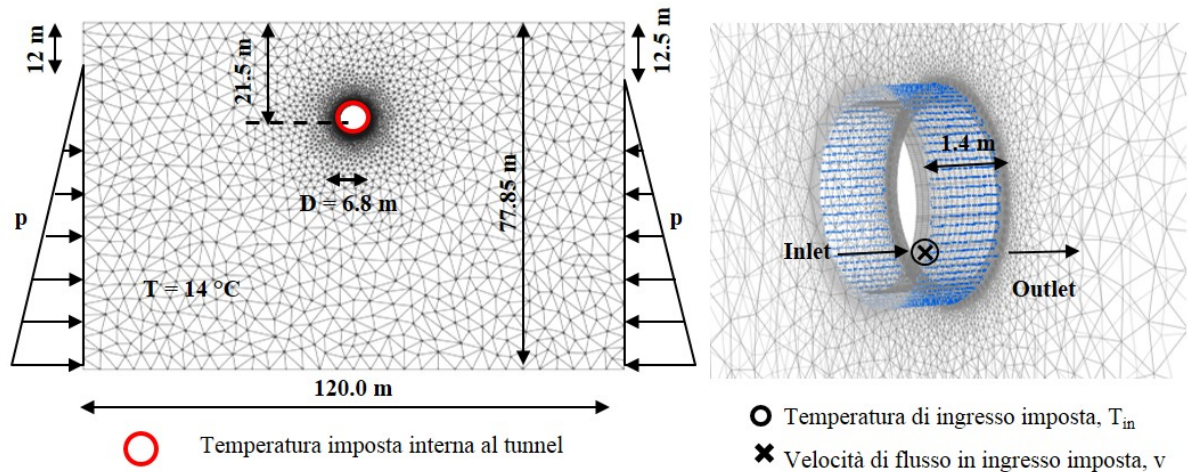 12 m
21.5 m
12.5 m
D = 6.8 m
77.85 m
p
p
T = 14 °C
120.0 m
Temperatura imposta interna al tunnel
1.4 m
Inlet
Outlet
Temperatura di ingresso imposta, T_in
Velocità di flusso in ingresso imposta, v